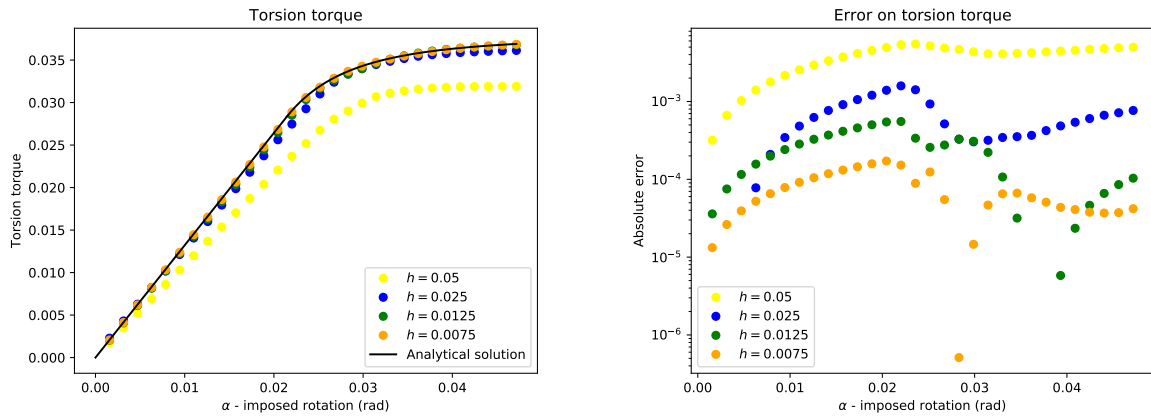 Torsion torque
Torsion torque
0.035
0.030
0.025
0.020
0.015
0.010
0.005
0.000
h = 0.05
h = 0.025
h = 0.0125
h = 0.0075
Analytical solution
0.00 0.01 0.02 0.03 0.04
α - imposed rotation (rad)
Error on torsion torque
Absolute error
10⁻³
10⁻⁴
10⁻⁵
10⁻⁶
h = 0.05
h = 0.025
h = 0.0125
h = 0.0075
0.00 0.01 0.02 0.03 0.04
α - imposed rotation (rad)